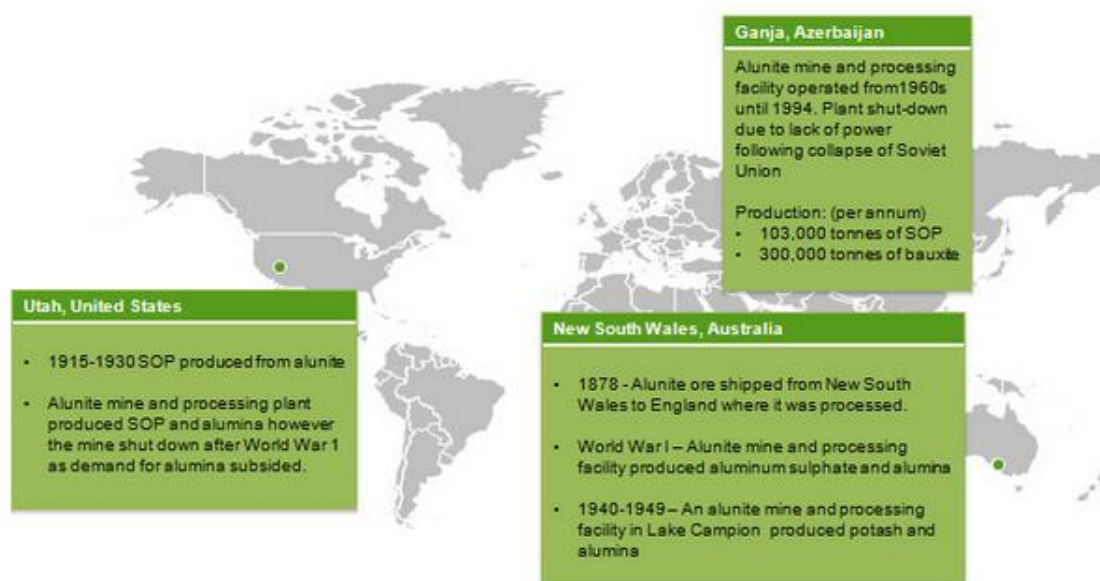 Ganja, Azerbaijan
Alunite mine and processing
facility operated from1960s
until 1994. Plant shut-down
due to lack of power
following collapse of Soviet
Union
Production: (per annum)
• 103,000 tonnes of SOP
• 300,000 tonnes of bauxite
Utah, United States
• 1915-1930 SOP produced from alunite
• Alunite mine and processing plant
produced SOP and alumina however
the mine shut down after World War 1
as demand for alumina subsided.
New South Wales, Australia
• 1878 - Alunite ore shipped from New South
Wales to England where it was processed.
• World War I – Alunite mine and processing
facility produced aluminum sulphate and alumina
• 1940-1949 – An alunite mine and processing
facility in Lake Campion produced potash and
alumina